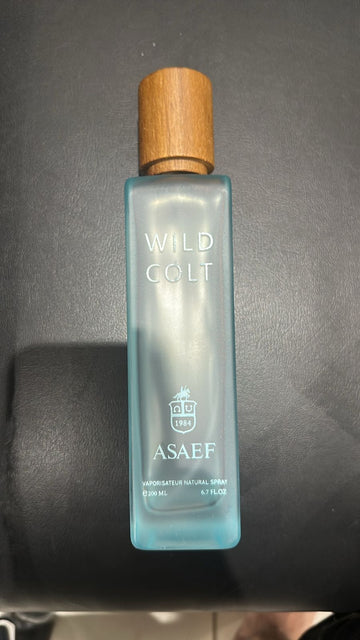 WILD
COLT
1984
ASAEF
VAPORISATEUR NATURAL SPRAY
℮200 ML 6.7 FL.OZ